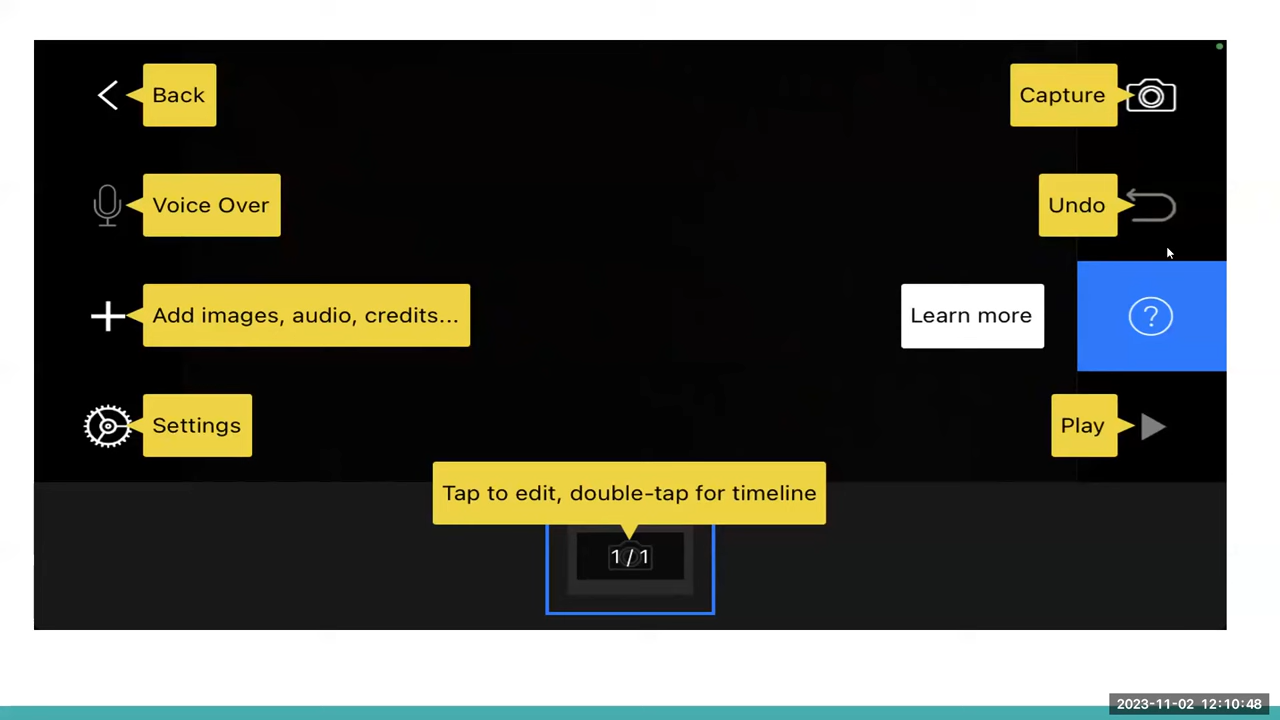 Back
Capture
Voice Over
Undo
Add images, audio, credits...
Learn more
?
Settings
Play
Tap to edit, double-tap for timeline
1/1
2023-11-02 12:10:48